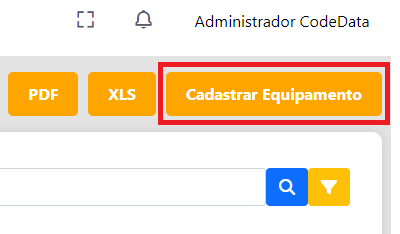 Administrador CodeData
PDF XLS Cadastrar Equipamento